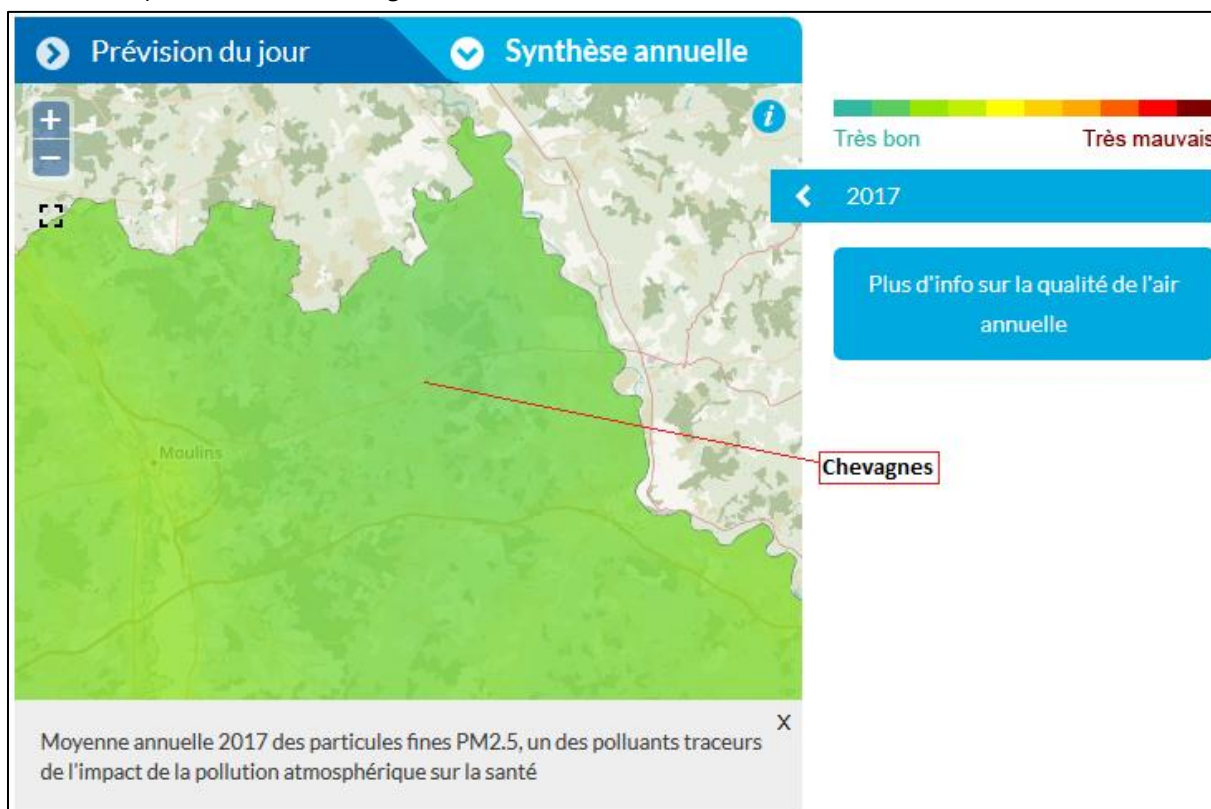 Prévision du jour
Synthèse annuelle
+
−
i
Très bon
Très mauvais
2017
Plus d'info sur la qualité de l'air
annuelle
Moulins
Chevagnes
X
Moyenne annuelle 2017 des particules fines PM2.5, un des polluants traceurs
de l'impact de la pollution atmosphérique sur la santé